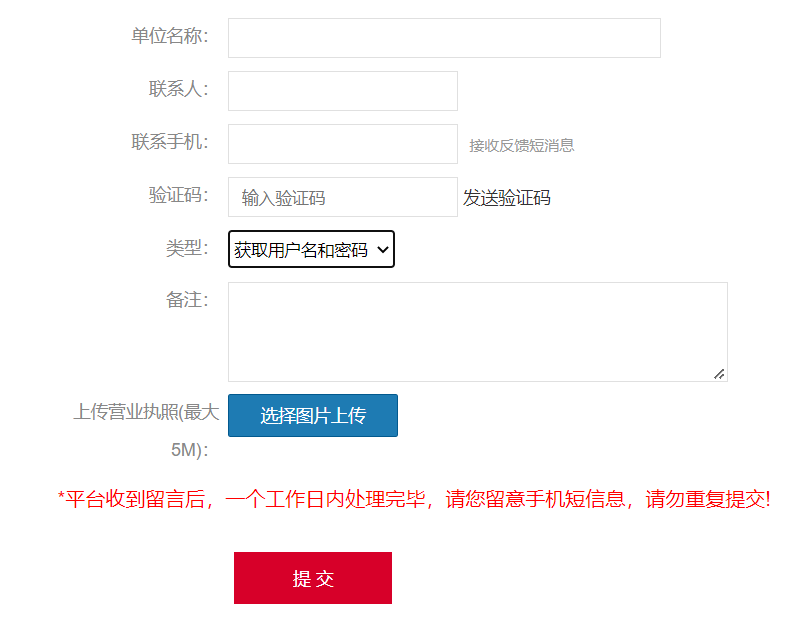 单位名称：
联系人：
联系手机：
接收反馈短消息
验证码：
输入验证码
发送验证码
类型：
获取用户名和密码
备注：
上传营业执照(最大
5M)：
选择图片上传
*平台收到留言后，一个工作日内处理完毕，请您留意手机短信息，请勿重复提交!
提 交